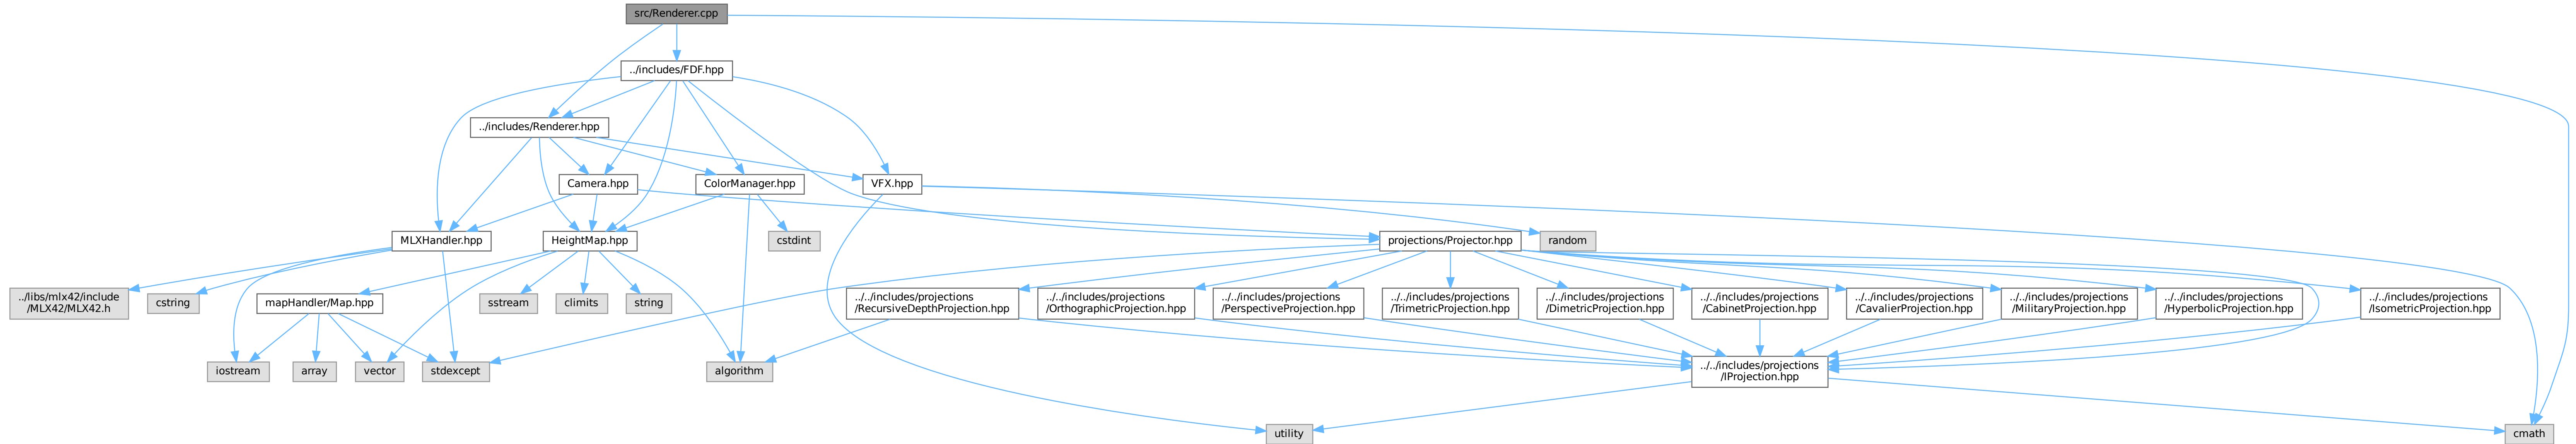 src/Renderer.cpp
../includes/FDF.hpp
../includes/Renderer.hpp
Camera.hpp
ColorManager.hpp
VFX.hpp
MLXHandler.hpp
HeightMap.hpp
cstdint
projections/Projector.hpp
random
../libs/mlx42/include
/MLX42/MLX42.h
cstring
mapHandler/Map.hpp
sstream
climits
string
../../includes/projections
/RecursiveDepthProjection.hpp
../../includes/projections
/OrthographicProjection.hpp
../../includes/projections
/PerspectiveProjection.hpp
../../includes/projections
/TrimetricProjection.hpp
../../includes/projections
/DimetricProjection.hpp
../../includes/projections
/CabinetProjection.hpp
../../includes/projections
/CavalierProjection.hpp
../../includes/projections
/MilitaryProjection.hpp
../../includes/projections
/HyperbolicProjection.hpp
../../includes/projections
/IsometricProjection.hpp
iostream
array
vector
stdexcept
algorithm
../../includes/projections
/IProjection.hpp
utility
cmath